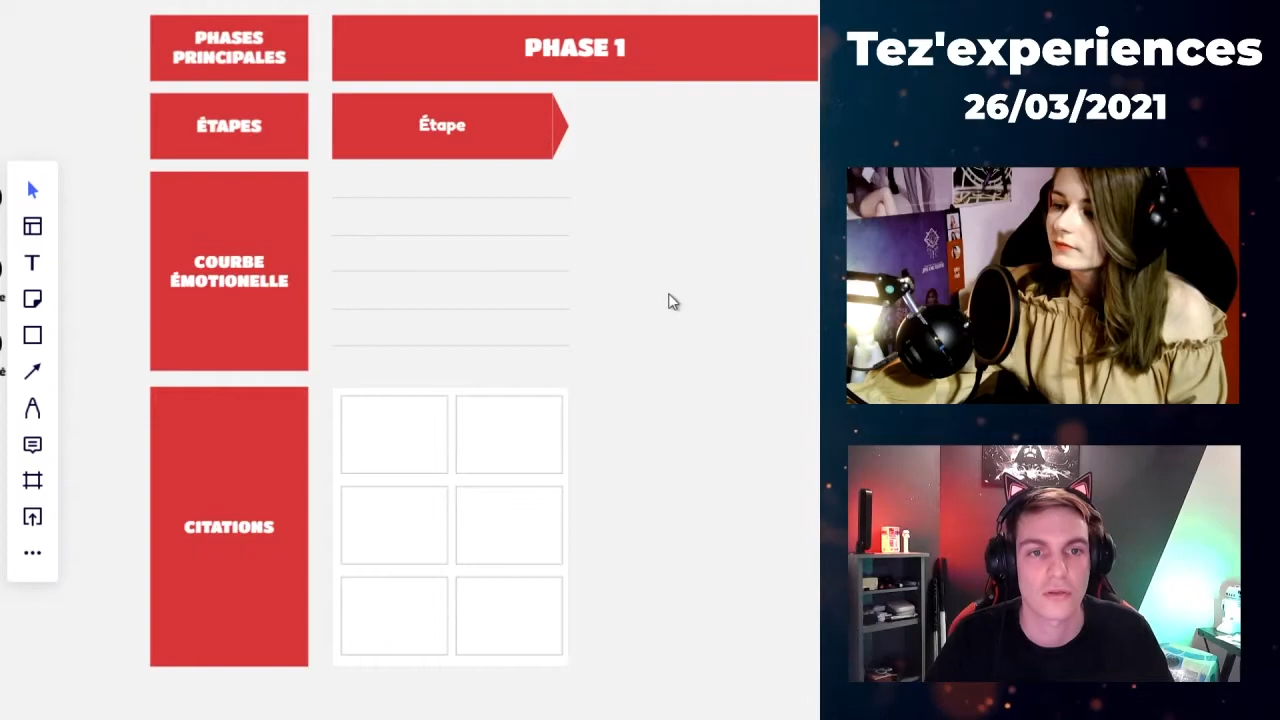 PHASES
PRINCIPALES
PHASE 1
ÉTAPES
Étape
COURBE
ÉMOTIONELLE
CITATIONS
T
e
é
Tez'experiences
26/03/2021